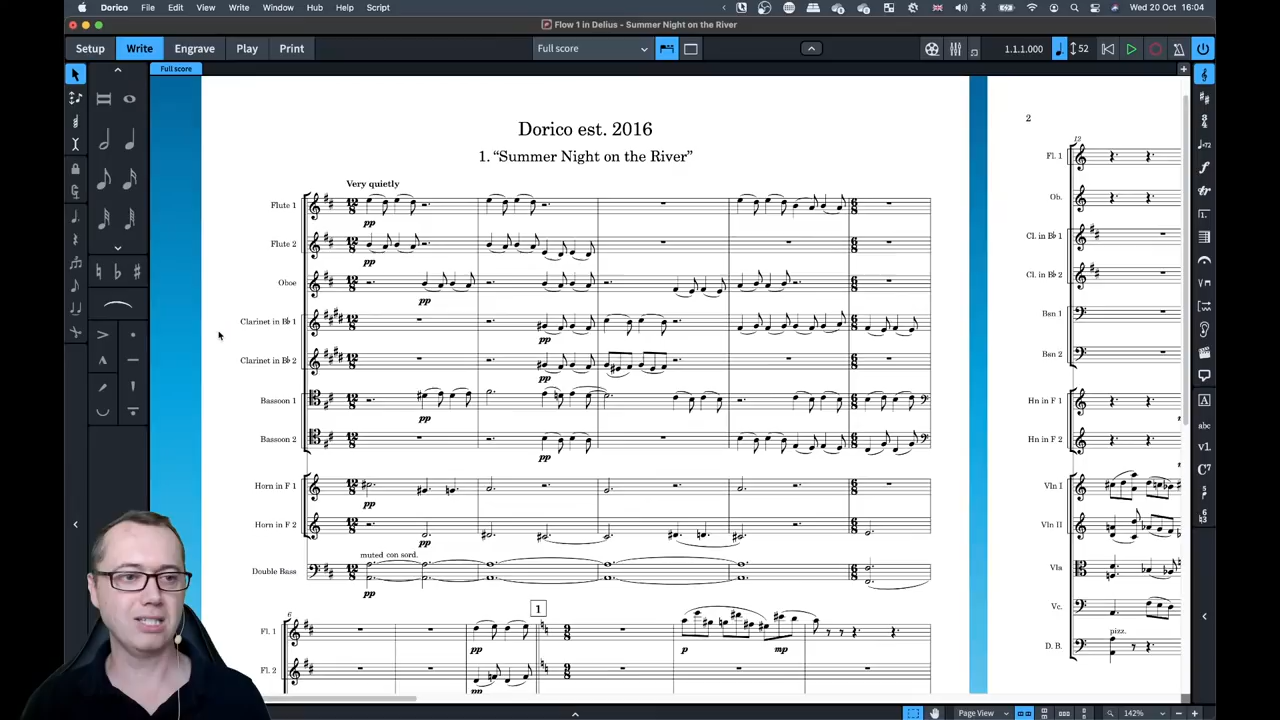 Dorico File Edit View Window Hub Help Script Wed 20 Oct 16:04
Flow 1 in Delius - Summer Night on the River
Setup Write Engrave Play Print Full score 1.1.1.000 52
Full score
Dorico est. 2016
1. “Summer Night on the River”
Very quietly
Flute 1
pp
Flute 2
pp
Oboe
pp
Clarinet in B♭ 1
pp
Clarinet in B♭ 2
pp
Bassoon 1
pp
Bassoon 2
pp
Horn in F 1
pp
Horn in F 2
pp
muted con sord.
Double Bass
pp
6
1
Fl. 1
pp p mp
Fl. 2
pp
2
12
Fl. 1
Ob.
Cl. in B♭ 1
Cl. in B♭ 2
Bsn 1
Bsn 2
Hn in F 1
Hn in F 2
Vln I
Vln II
Vla
Vc.
pizz.
D. B.
Page View 142%